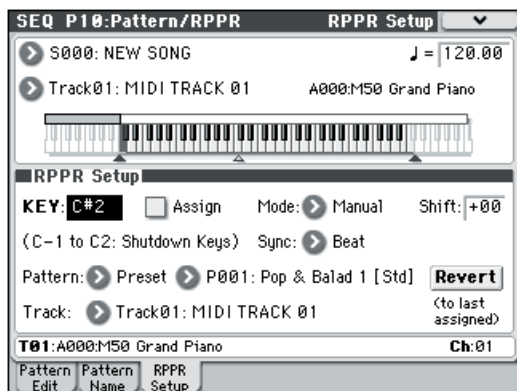 SEQ P10:Pattern/RPPR RPPR Setup
S000: NEW SONG ♩ = 120.00
Track01: MIDI TRACK 01 A000:M50 Grand Piano
RPPR Setup
KEY: C#2 Assign Mode: Manual Shift: +00
(C-1 to C2: Shutdown Keys) Sync: Beat
Pattern: Preset P001: Pop & Balad 1 [Std] Revert
Track: Track01: MIDI TRACK 01 (to last
assigned)
T01:A000:M50 Grand Piano Ch:01
Pattern Pattern RPPR
Edit Name Setup